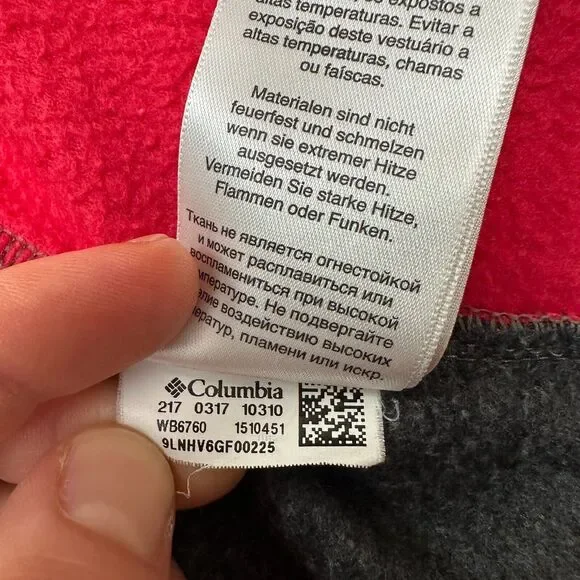 expostos a
altas temperaturas. Evitar a
exposição deste vestuário a
altas temperaturas, chamas
ou faíscas.
Materialen sind nicht
feuerfest und schmelzen
wenn sie extremer Hitze
ausgesetzt werden.
Vermeiden Sie starke Hitze,
Flammen oder Funken.
Ткань не является огнестойкой
и может расплавиться или
воспламениться при высокой
температуре. Не подвергайте
воздействию высоких
пламени или искр.
Columbia
217 0317 10310
WB6760 1510451
9LNHV6GF00225